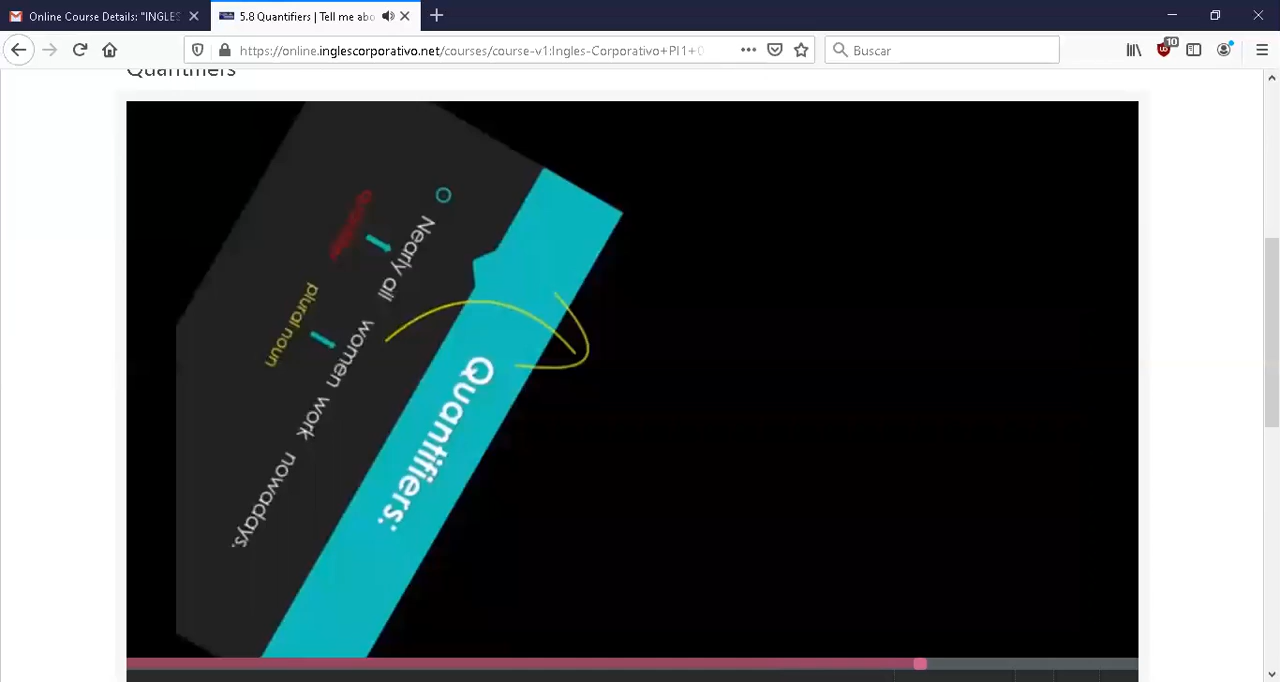 Online Course Details: "INGLES
5.8 Quantifiers | Tell me abo
https://online.inglescorporativo.net/courses/course-v1:Ingles-Corporativo+PI1+
Buscar
10
Quantifiers
Quantifiers:
Nearly all women work nowadays.
plural noun